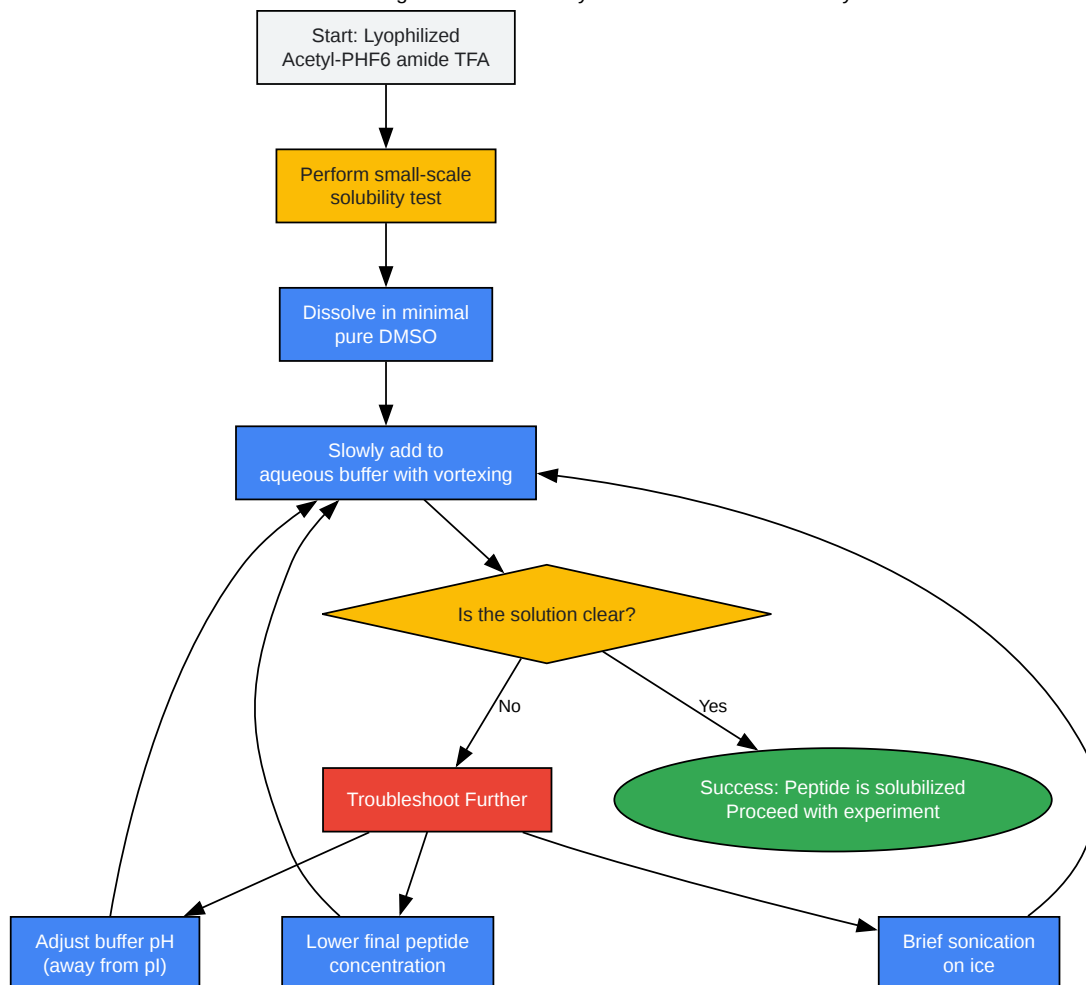 Start: Lyophilized
Acetyl-PHF6 amide TFA
Perform small-scale
solubility test
Dissolve in minimal
pure DMSO
Slowly add to
aqueous buffer with vortexing
Is the solution clear?
No
Yes
Troubleshoot Further
Success: Peptide is solubilized
Proceed with experiment
Adjust buffer pH
(away from pI)
Lower final peptide
concentration
Brief sonication
on ice